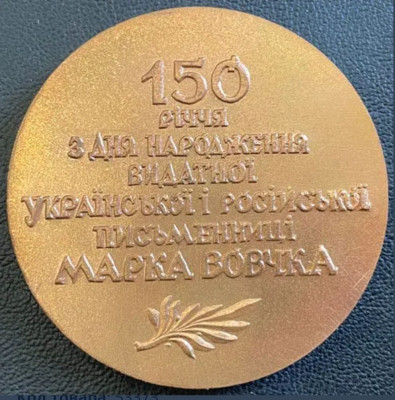 150
РІЧЧЯ
З ДНЯ НАРОДЖЕННЯ
ВИДАТНОЇ
УКРАЇНСЬКОЇ І РОСІЙСЬКОЇ
ПИСЬМЕННИЦІ
МАРКА ВОВЧКА